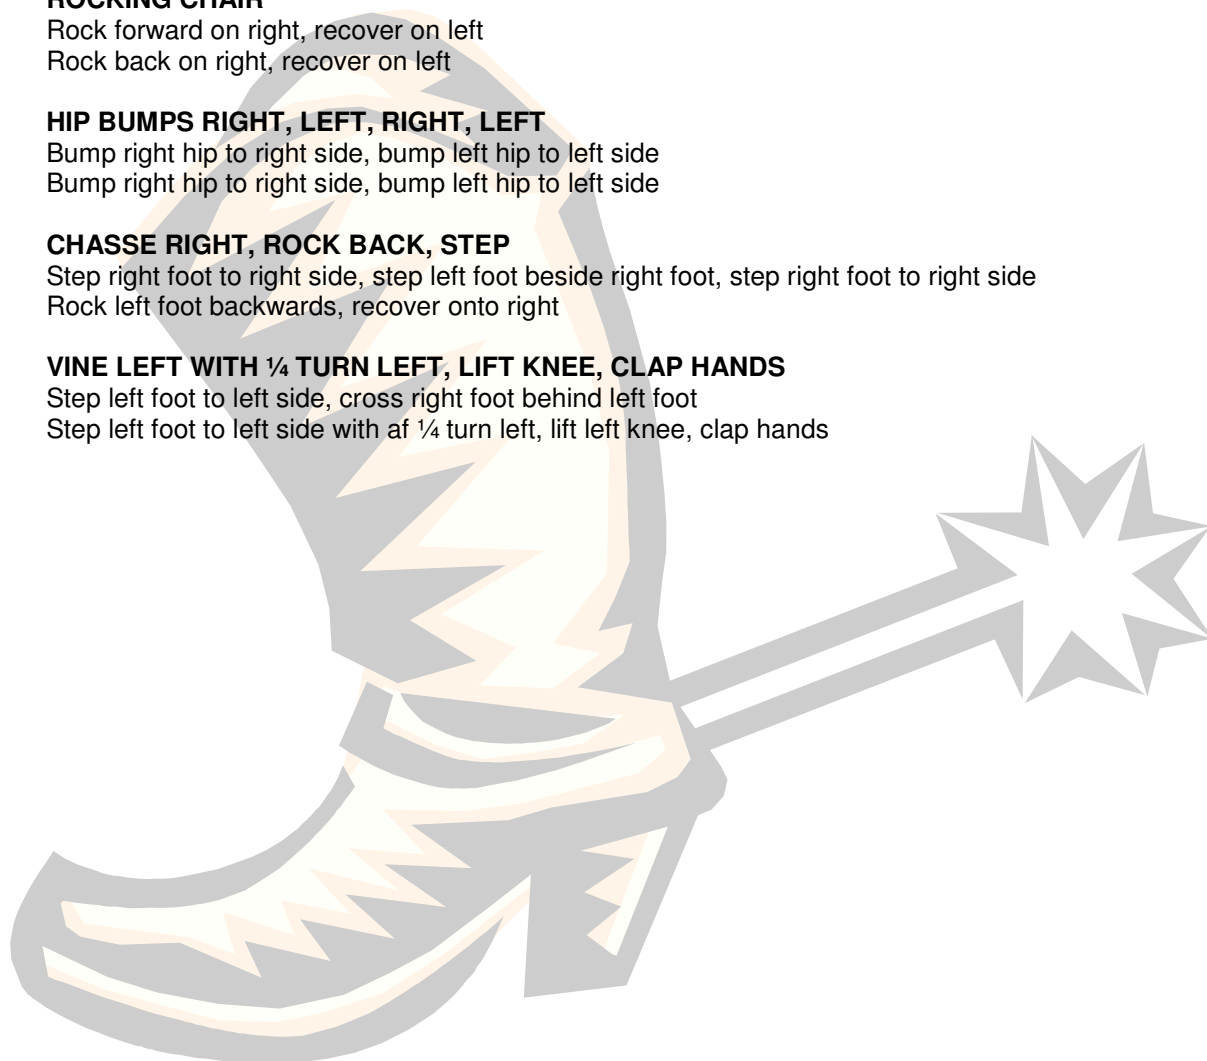 ROCKING CHAIR
Rock forward on right, recover on left
Rock back on right, recover on left
HIP BUMPS RIGHT, LEFT, RIGHT, LEFT
Bump right hip to right side, bump left hip to left side
Bump right hip to right side, bump left hip to left side
CHASSE RIGHT, ROCK BACK, STEP
Step right foot to right side, step left foot beside right foot, step right foot to right side
Rock left foot backwards, recover onto right
VINE LEFT WITH ¼ TURN LEFT, LIFT KNEE, CLAP HANDS
Step left foot to left side, cross right foot behind left foot
Step left foot to left side with af ¼ turn left, lift left knee, clap hands